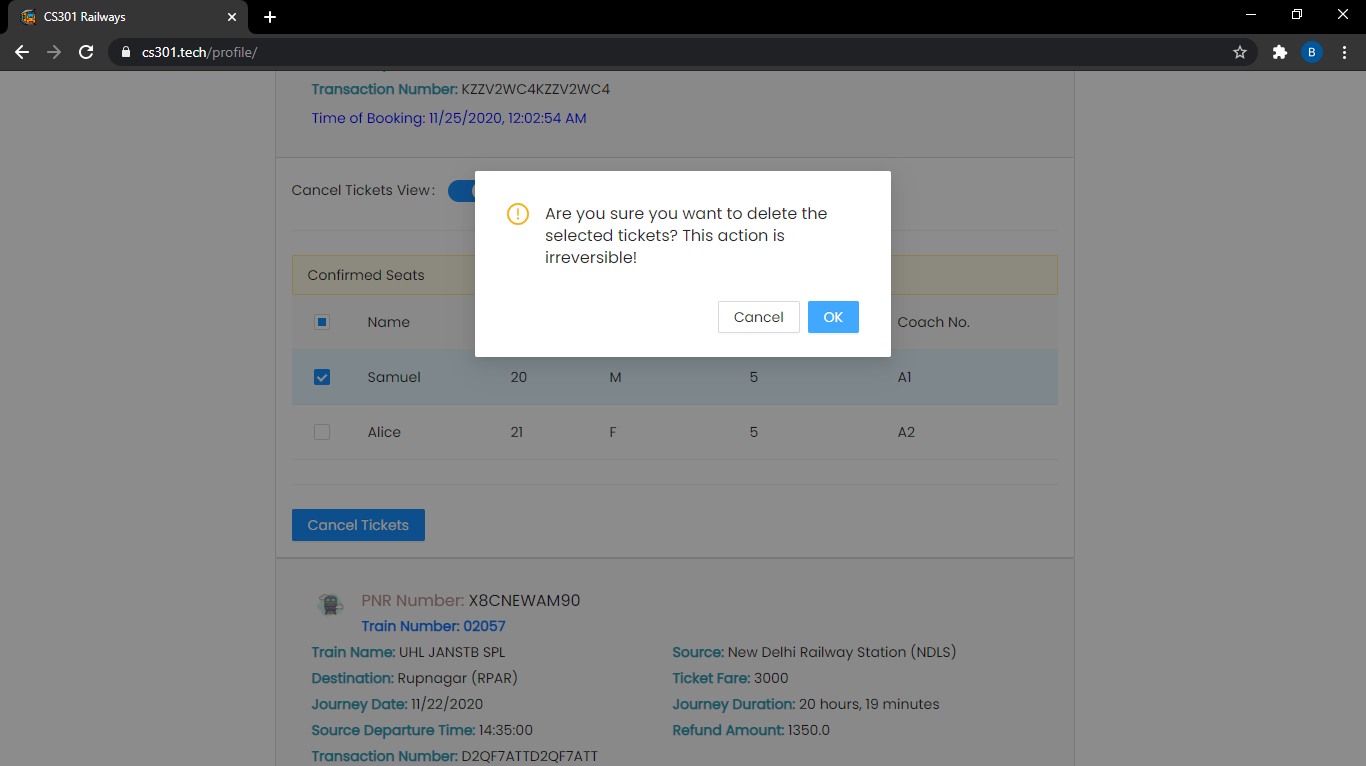 CS301 Railways
cs301.tech/profile/
B
Transaction Number: KZZV2WC4KZZV2WC4
Time of Booking: 11/25/2020, 12:02:54 AM
Cancel Tickets View:
Are you sure you want to delete the
selected tickets? This action is
irreversible!
Cancel OK
Confirmed Seats
Name Coach No.
Samuel 20 M 5 A1
Alice 21 F 5 A2
Cancel Tickets
PNR Number: X8CNEWAM90
Train Number: 02057
Train Name: UHL JANSTB SPL Source: New Delhi Railway Station (NDLS)
Destination: Rupnagar (RPAR) Ticket Fare: 3000
Journey Date: 11/22/2020 Journey Duration: 20 hours, 19 minutes
Source Departure Time: 14:35:00 Refund Amount: 1350.0
Transaction Number: D2QF7ATTD2QF7ATT